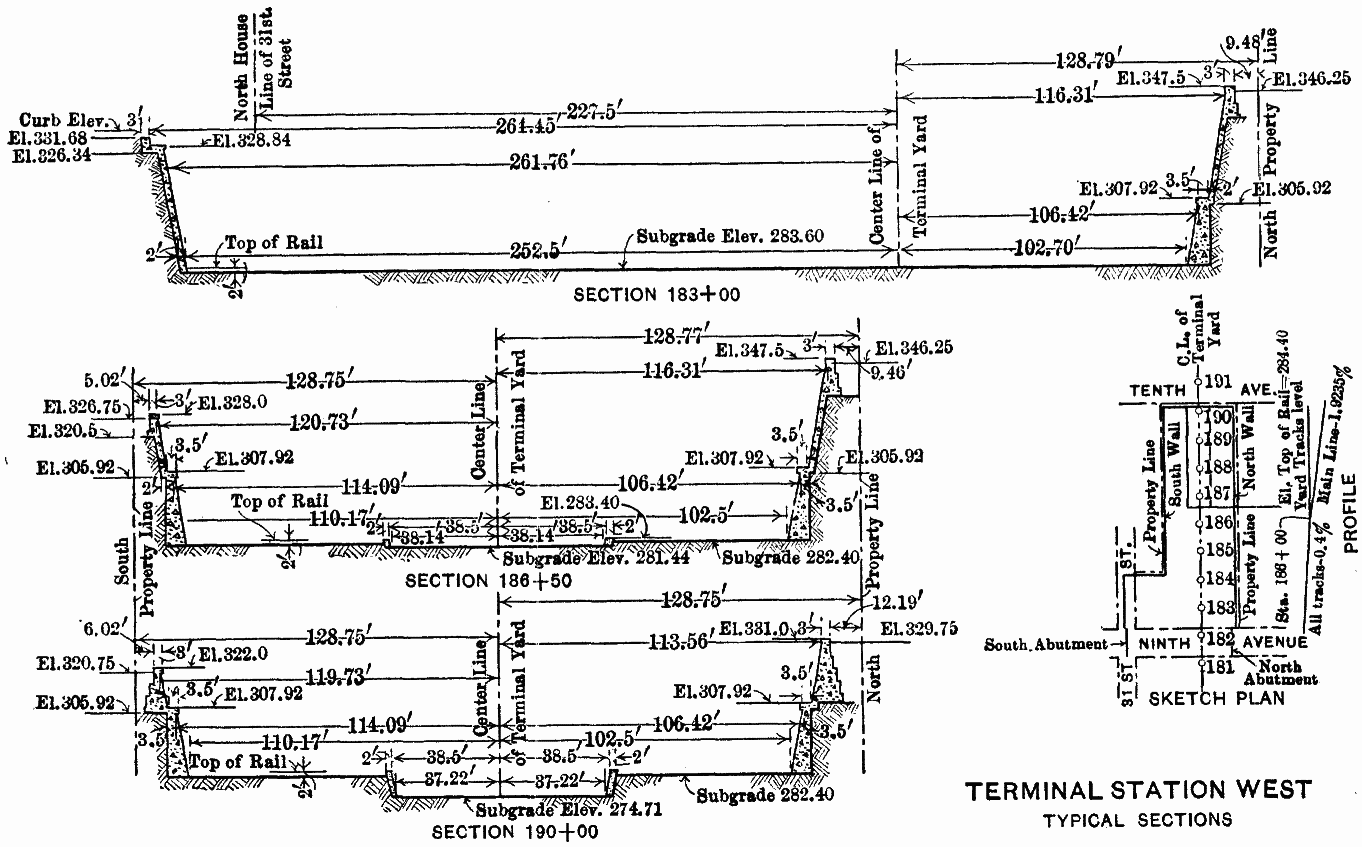 North House
Line of 31st.
Street
Curb Elev. 3′
El.331.68
El.326.34
El.328.84
227.5′
264.45′
261.76′
252.5′
2′
Top of Rail
2′
Subgrade Elev. 283.60
Center Line of
Terminal Yard
128.79′
9.48′
El.347.5
3′
El.346.25
116.31′
3.5′
El.307.92
2′
El.305.92
106.42′
102.70′
North Property Line
SECTION 183+00
128.77′
El.347.5
3′
El.346.25
9.46′
116.31′
5.02′
128.75′
3′
El.326.75
El.328.0
El.320.5
120.73′
3.5′
El.305.92
El.307.92
2′
114.09′
Top of Rail
110.17′
2′
2′
38.5′
38.5′
2′
38.14′
38.14′
El.283.40
Center Line
of Terminal Yard
3.5′
El.307.92
El.305.92
106.42′
3.5′
102.5′
Subgrade Elev. 281.44
Subgrade 282.40
SECTION 186+50
South
Property Line
North
Property Line
128.75′
12.19′
6.02′
128.75′
3′
El.320.75
El.322.0
119.73′
3.5′
El.305.92
El.307.92
114.09′
3.5′
110.17′
Top of Rail
2′
2′
38.5′
38.5′
2′
37.22′
37.22′
Center Line
of Terminal Yard
El.331.0
3′
El.329.75
113.56′
3.5′
El.307.92
106.42′
3.5′
102.5′
Subgrade Elev. 274.71
Subgrade 282.40
SECTION 190+00
C.L. of
Terminal
Yard
191
TENTH AVE.
190
189
188
187
186
185
184
183
182
181
Property Line
South Wall
North Wall
Property Line
ST.
South Abutment
NINTH AVENUE
North
Abutment
31 ST
SKETCH PLAN
El. Top of Rail=284.40
Sta. 186+00 Yard Tracks level
All tracks-0.4% Main Line-1.9235%
PROFILE
TERMINAL STATION WEST
TYPICAL SECTIONS